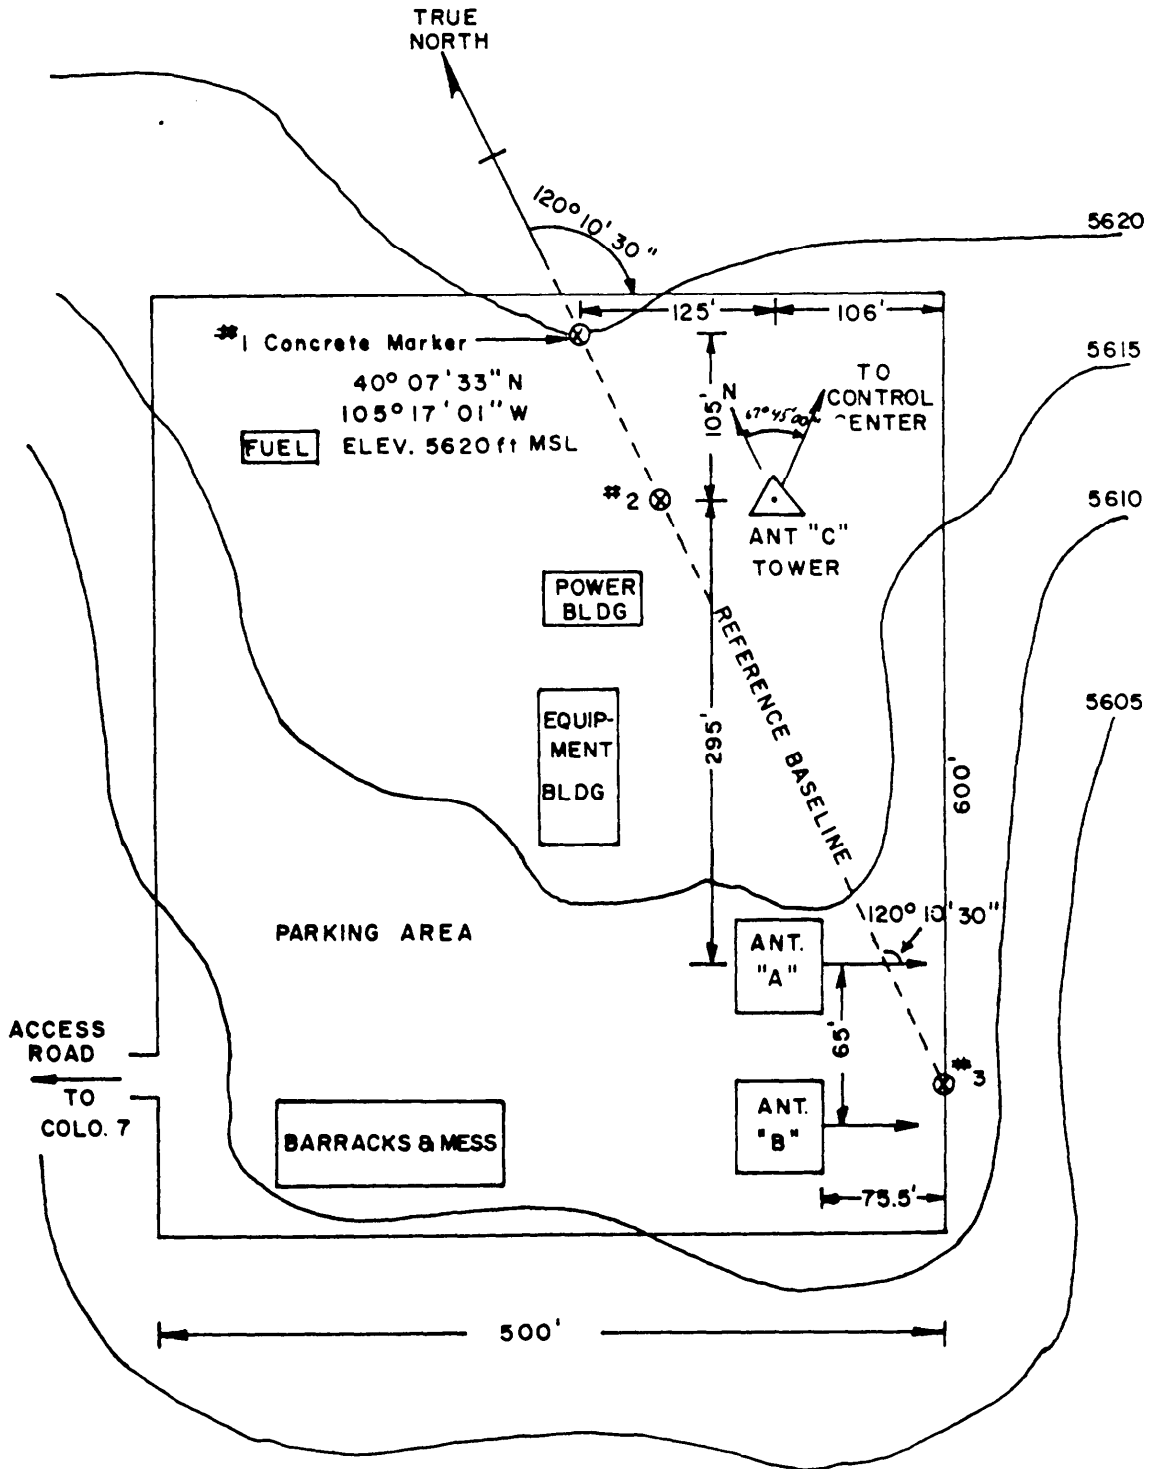 TRUE
NORTH
120° 10' 30"
5620
125'
106'
#1 Concrete Marker
40° 07' 33" N
105° 17' 01" W
ELEV. 5620 ft MSL
FUEL
105'
N
67° 45' 00"
TO
CONTROL
CENTER
5615
#2
ANT "C"
TOWER
5610
POWER
BLDG
REFERENCE BASELINE
295'
EQUIP-
MENT
BLDG
5605
600'
PARKING AREA
ANT.
"A"
120° 10' 30"
65'
ACCESS
ROAD
TO
COLO. 7
#3
BARRACKS & MESS
ANT.
"B"
75.5'
500'